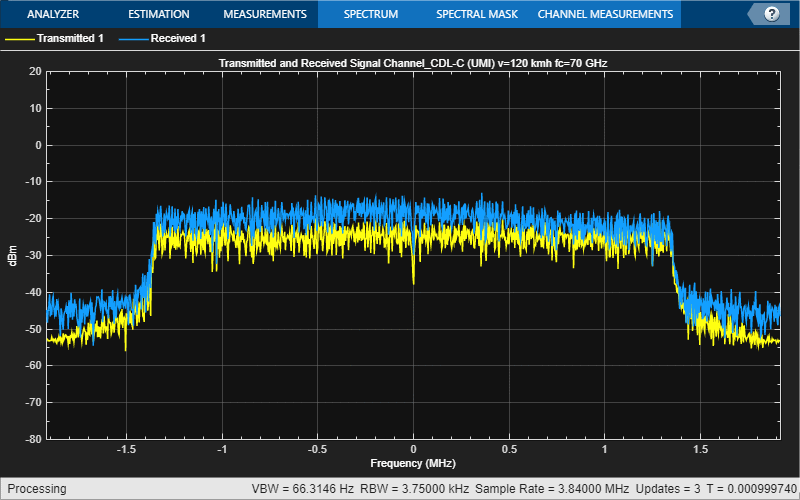 ANALYZER ESTIMATION MEASUREMENTS SPECTRUM SPECTRAL MASK CHANNEL MEASUREMENTS ?
Transmitted 1 Received 1
Transmitted and Received Signal Channel_CDL-C (UMI) v=120 kmh fc=70 GHz
20
10
0
-10
-20
-30
-40
-50
-60
-70
-80
dBm
-1.5 -1 -0.5 0 0.5 1 1.5
Frequency (MHz)
Processing VBW = 66.3146 Hz RBW = 3.75000 kHz Sample Rate = 3.84000 MHz Updates = 3 T = 0.000999740